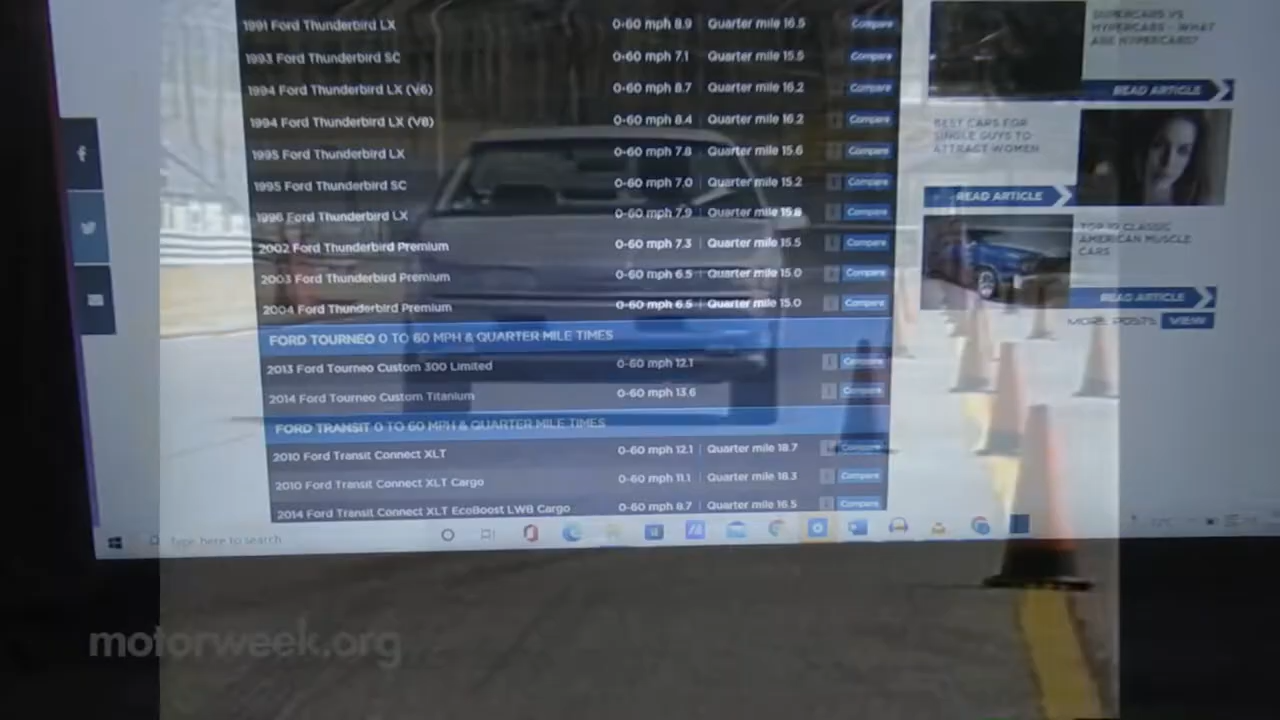 1991 Ford Thunderbird LX 0-60 mph 8.9 | Quarter mile 16.5 Compare
1993 Ford Thunderbird SC 0-60 mph 7.1 | Quarter mile 15.5 Compare
1994 Ford Thunderbird LX (V6) 0-60 mph 8.7 | Quarter mile 16.2 Compare
1994 Ford Thunderbird LX (V8) 0-60 mph 8.4 | Quarter mile 16.2 Compare
1995 Ford Thunderbird LX 0-60 mph 7.8 | Quarter mile 15.6 Compare
1995 Ford Thunderbird SC 0-60 mph 7.0 | Quarter mile 15.2 Compare
1996 Ford Thunderbird LX 0-60 mph 7.9 | Quarter mile 15.8 Compare
2002 Ford Thunderbird Premium 0-60 mph 7.3 | Quarter mile 15.5 Compare
2003 Ford Thunderbird Premium 0-60 mph 6.5 | Quarter mile 15.0 Compare
2004 Ford Thunderbird Premium 0-60 mph 6.5 | Quarter mile 15.0 Compare
FORD TOURNEO 0 TO 60 MPH & QUARTER MILE TIMES
2013 Ford Tourneo Custom 300 Limited 0-60 mph 12.1 Compare
2014 Ford Tourneo Custom Titanium 0-60 mph 13.6 Compare
FORD TRANSIT 0 TO 60 MPH & QUARTER MILE TIMES
2010 Ford Transit Connect XLT 0-60 mph 12.1 | Quarter mile 18.7 Compare
2010 Ford Transit Connect XLT Cargo 0-60 mph 11.1 | Quarter mile 18.3 Compare
2014 Ford Transit Connect XLT EcoBoost LWB Cargo 0-60 mph 8.7 | Quarter mile 16.5 Compare
SUPERCARS VS
HYPERCARS - WHAT
ARE HYPERCARS?
READ ARTICLE
BEST CARS FOR
SINGLE GUYS TO
ATTRACT WOMEN
READ ARTICLE
TOP 10 CLASSIC
AMERICAN MUSCLE
CARS
READ ARTICLE
MORE POSTS VIEW
Type here to search
motorweek.org